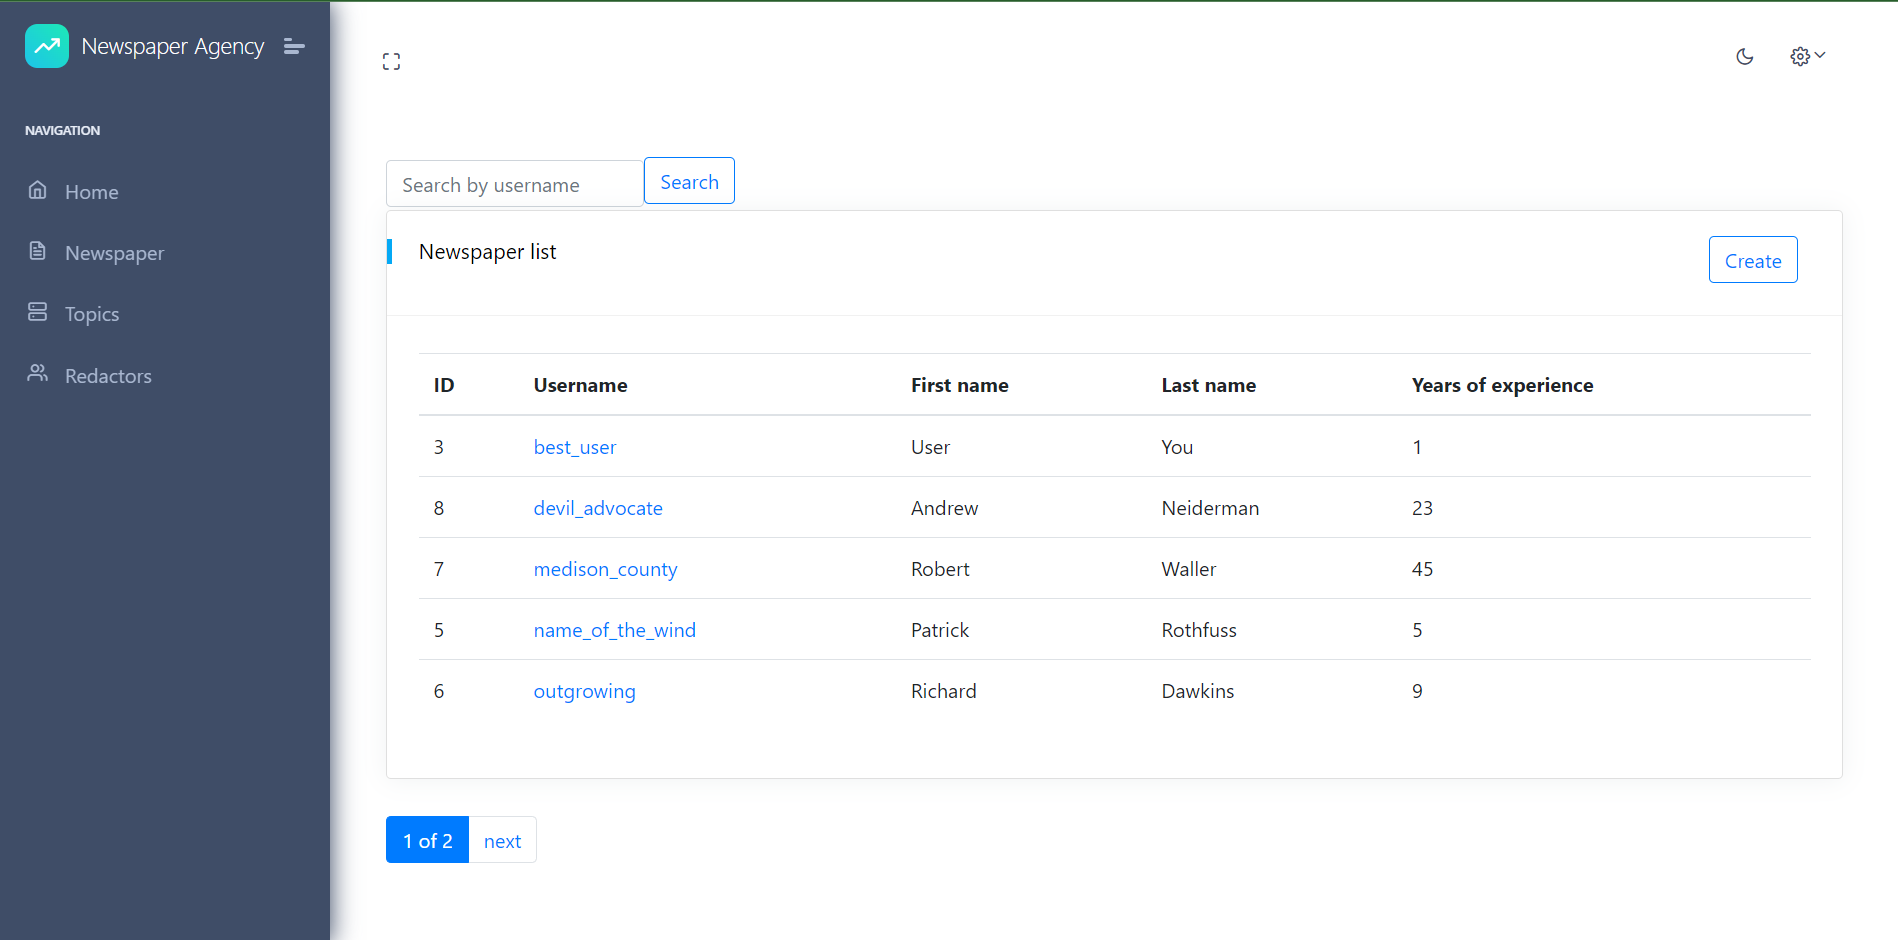 Newspaper Agency
NAVIGATION
Home
Newspaper
Topics
Redactors
Search by username
Search
Newspaper list
Create
ID Username First name Last name Years of experience
3 best_user User You 1
8 devil_advocate Andrew Neiderman 23
7 medison_county Robert Waller 45
5 name_of_the_wind Patrick Rothfuss 5
6 outgrowing Richard Dawkins 9
1 of 2 next